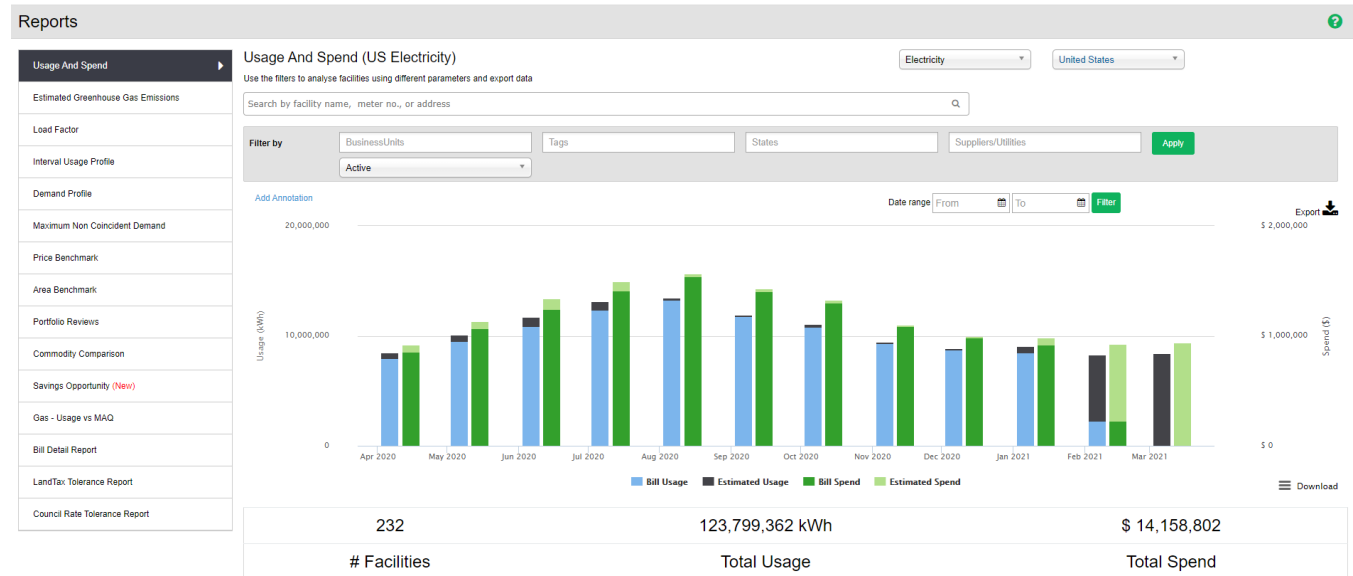 Reports
Usage And Spend
Estimated Greenhouse Gas Emissions
Load Factor
Interval Usage Profile
Demand Profile
Maximum Non Coincident Demand
Price Benchmark
Area Benchmark
Portfolio Reviews
Commodity Comparison
Savings Opportunity (New)
Gas - Usage vs MAQ
Bill Detail Report
LandTax Tolerance Report
Council Rate Tolerance Report
Usage And Spend (US Electricity)
Electricity
United States
Use the filters to analyse facilities using different parameters and export data
Search by facility name, meter no., or address
Filter by
BusinessUnits
Tags
States
Suppliers/Utilities
Apply
Active
Add Annotation
Date range
From
To
Filter
Export
20,000,000
10,000,000
0
Usage (kWh)
$ 2,000,000
$ 1,000,000
$ 0
Spend ($)
Apr 2020
May 2020
Jun 2020
Jul 2020
Aug 2020
Sep 2020
Oct 2020
Nov 2020
Dec 2020
Jan 2021
Feb 2021
Mar 2021
Bill Usage
Estimated Usage
Bill Spend
Estimated Spend
Download
232
123,799,362 kWh
$ 14,158,802
# Facilities
Total Usage
Total Spend